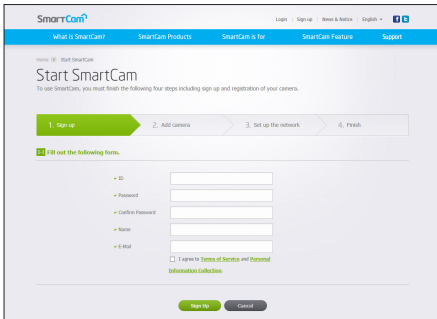 SmartCam
Login | Sign up | News & Notice | English
What is SmartCam? SmartCam Products SmartCam is for SmartCam Feature Support
Home Start SmartCam
Start SmartCam
To use SmartCam, you must finish the following four steps including sign up and registration of your camera.
1. Sign up 2. Add camera 3. Set up the network 4. Finish
Fill out the following form.
ID
Password
Confirm Password
Name
E-Mail
I agree to Terms of Service and Personal
Information Collection.
Sign Up Cancel